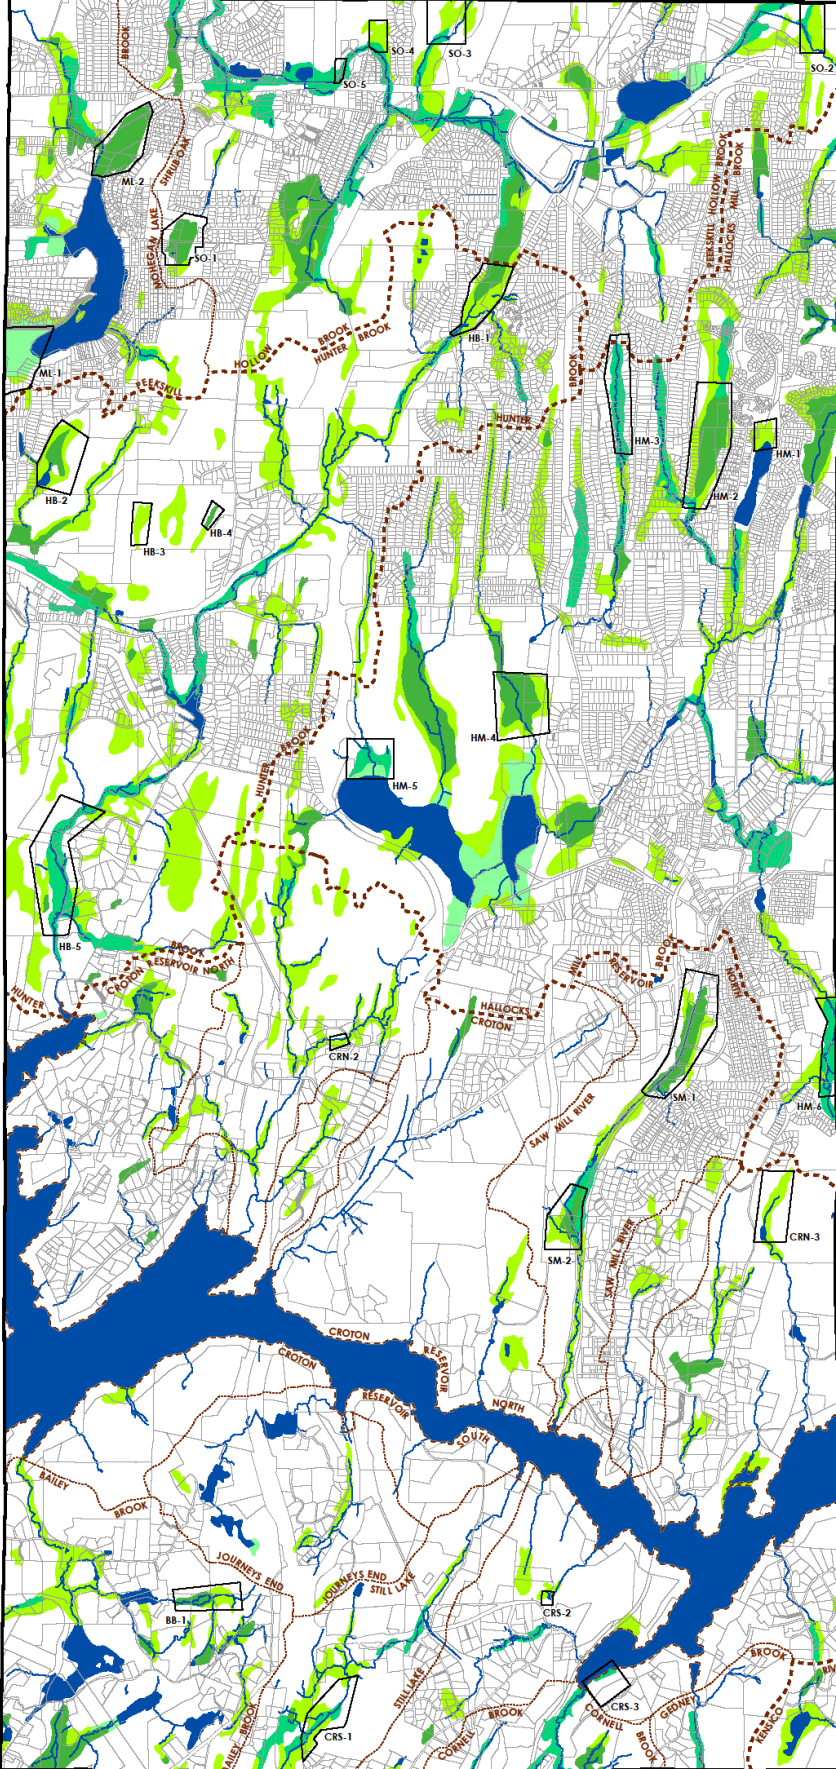 BROOK
SO-4
SO-3
SO-2
SO-5
ML-2
SHRUB OAK
MOHEGAN LAKE
SO-1
PEEKSKILL HOLLOW BROOK
HALLOCKS MILL BROOK
HOLLOW BROOK
HUNTER BROOK
HB-1
BROOK
ML-1
PEEKSKILL
HUNTER
HM-3
HM-1
HM-2
HB-2
HB-4
HB-3
HM-4
HUNTER BROOK
HM-5
HB-5
BROOK
CROTON RESERVOIR NORTH
HUNTER
MILL
RESERVOIR
BROOK
NORTH
HALLOCKS
CROTON
CRN-2
SM-1
HM-6
SAW MILL RIVER
SM-2
SAW MILL RIVER
CRN-3
CROTON
RESERVOIR
CROTON
RESERVOIR
NORTH
SOUTH
BAILEY
BROOK
JOURNEYS END
JOURNEYS END
STILL LAKE
BB-1
CRS-2
STILL LAKE
BROOK
RIV
CRS-3
GEDNEY
CORNELL
BROOK
KENSICO
CORNELL
BROOK
AILEY BROOK
CRS-1